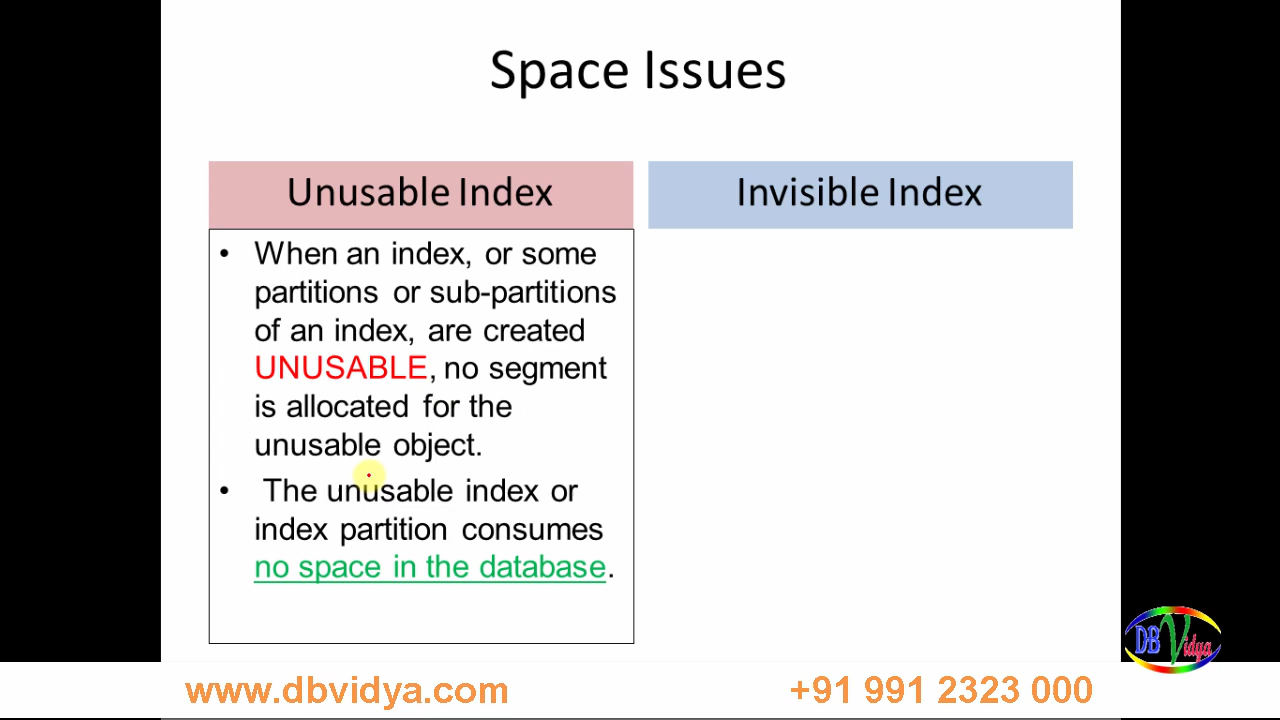 Space Issues
Unusable Index
Invisible Index
• When an index, or some
partitions or sub-partitions
of an index, are created
UNUSABLE, no segment
is allocated for the
unusable object.
• The unusable index or
index partition consumes
no space in the database.
DB Vidya
www.dbvidya.com
+91 991 2323 000